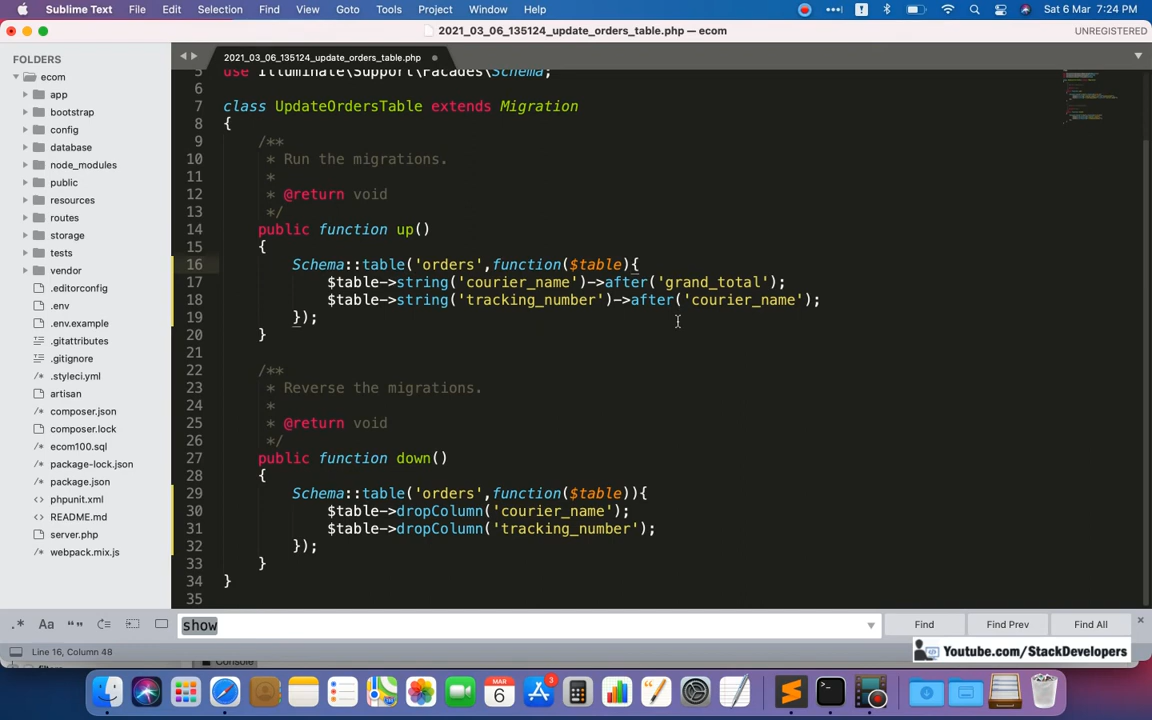 Sublime Text File Edit Selection Find View Goto Tools Project Window Help Sat 6 Mar 7:24 PM
2021_03_06_135124_update_orders_table.php — ecom UNREGISTERED
FOLDERS
ecom
app
bootstrap
config
database
node_modules
public
resources
routes
storage
tests
vendor
.editorconfig
.env
.env.example
.gitattributes
.gitignore
.styleci.yml
artisan
composer.json
composer.lock
ecom100.sql
package-lock.json
package.json
phpunit.xml
README.md
server.php
webpack.mix.js
2021_03_06_135124_update_orders_table.php
5 use Illuminate\Support\Facades\Schema;
6
7 class UpdateOrdersTable extends Migration
8 {
9 /**
10 * Run the migrations.
11 *
12 * @return void
13 */
14 public function up()
15 {
16 Schema::table('orders',function($table){
17 $table->string('courier_name')->after('grand_total');
18 $table->string('tracking_number')->after('courier_name');
19 });
20 }
21
22 /**
23 * Reverse the migrations.
24 *
25 * @return void
26 */
27 public function down()
28 {
29 Schema::table('orders',function($table)){
30 $table->dropColumn('courier_name');
31 $table->dropColumn('tracking_number');
32 });
33 }
34 }
35
.* Aa show Find Find Prev Find All
Line 16, Column 48
Console
Youtube.com/StackDevelopers
MAR
6
3